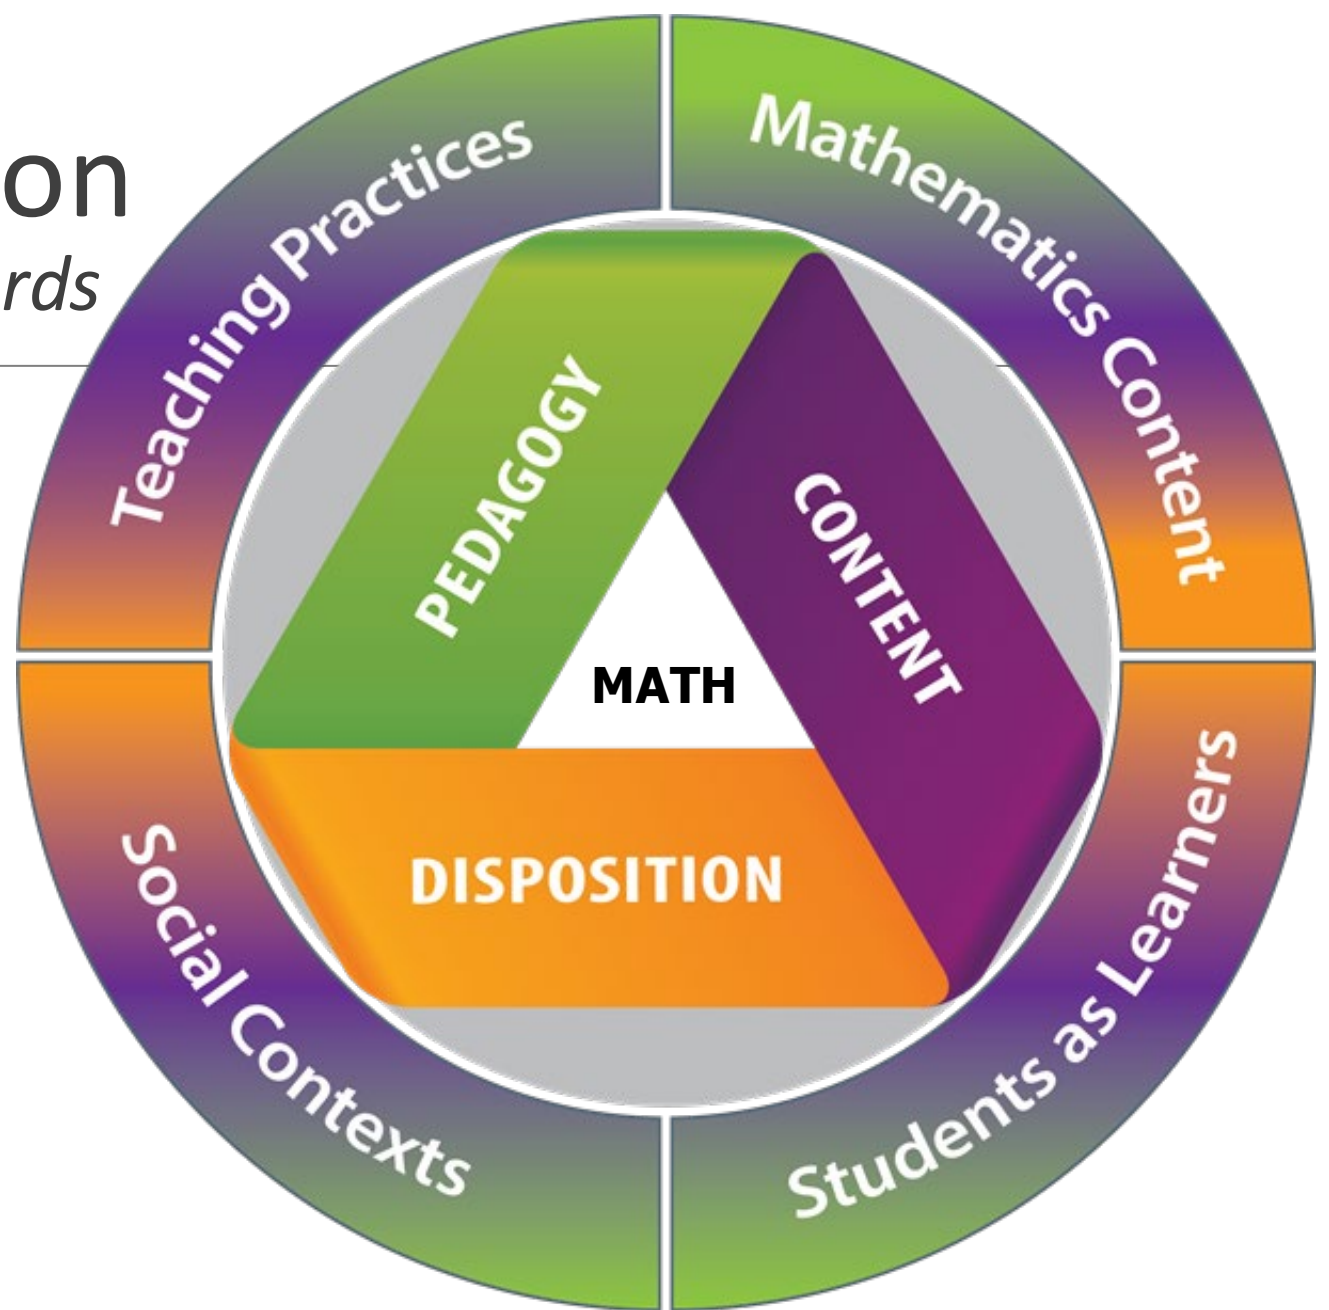 on
rds
Teaching Practices
Mathematics Content
PEDAGOGY
CONTENT
MATH
DISPOSITION
Social Contexts
Students as Learners